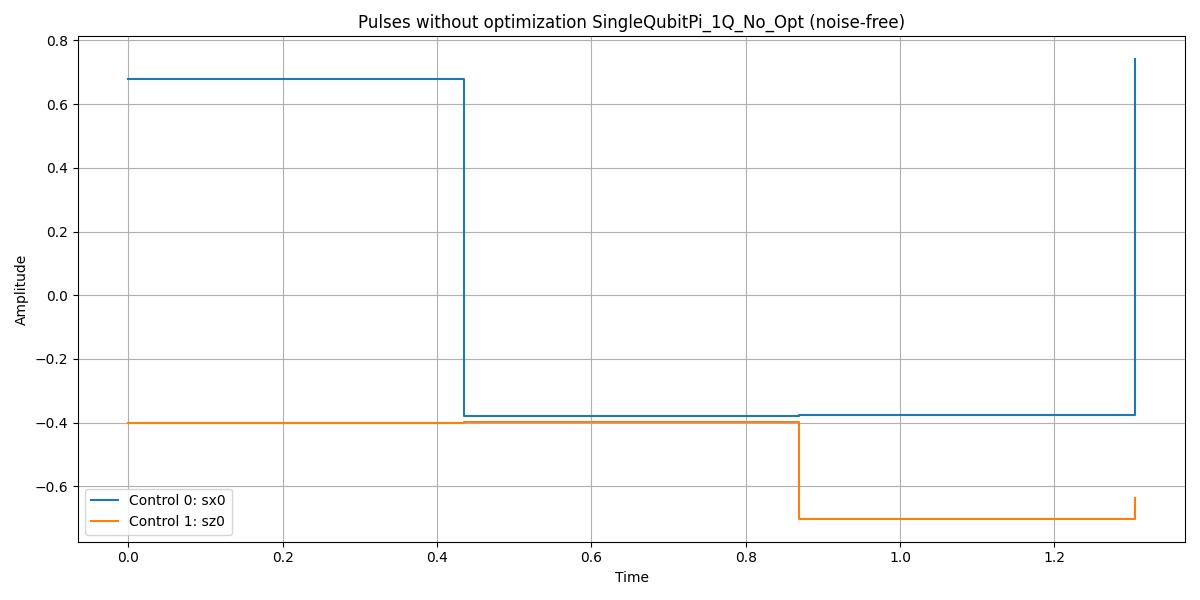 Pulses without optimization SingleQubitPi_1Q_No_Opt (noise-free)
0.8
0.6
0.4
0.2
0.0
−0.2
−0.4
−0.6
Amplitude
Control 0: sx0
Control 1: sz0
0.0 0.2 0.4 0.6 0.8 1.0 1.2
Time